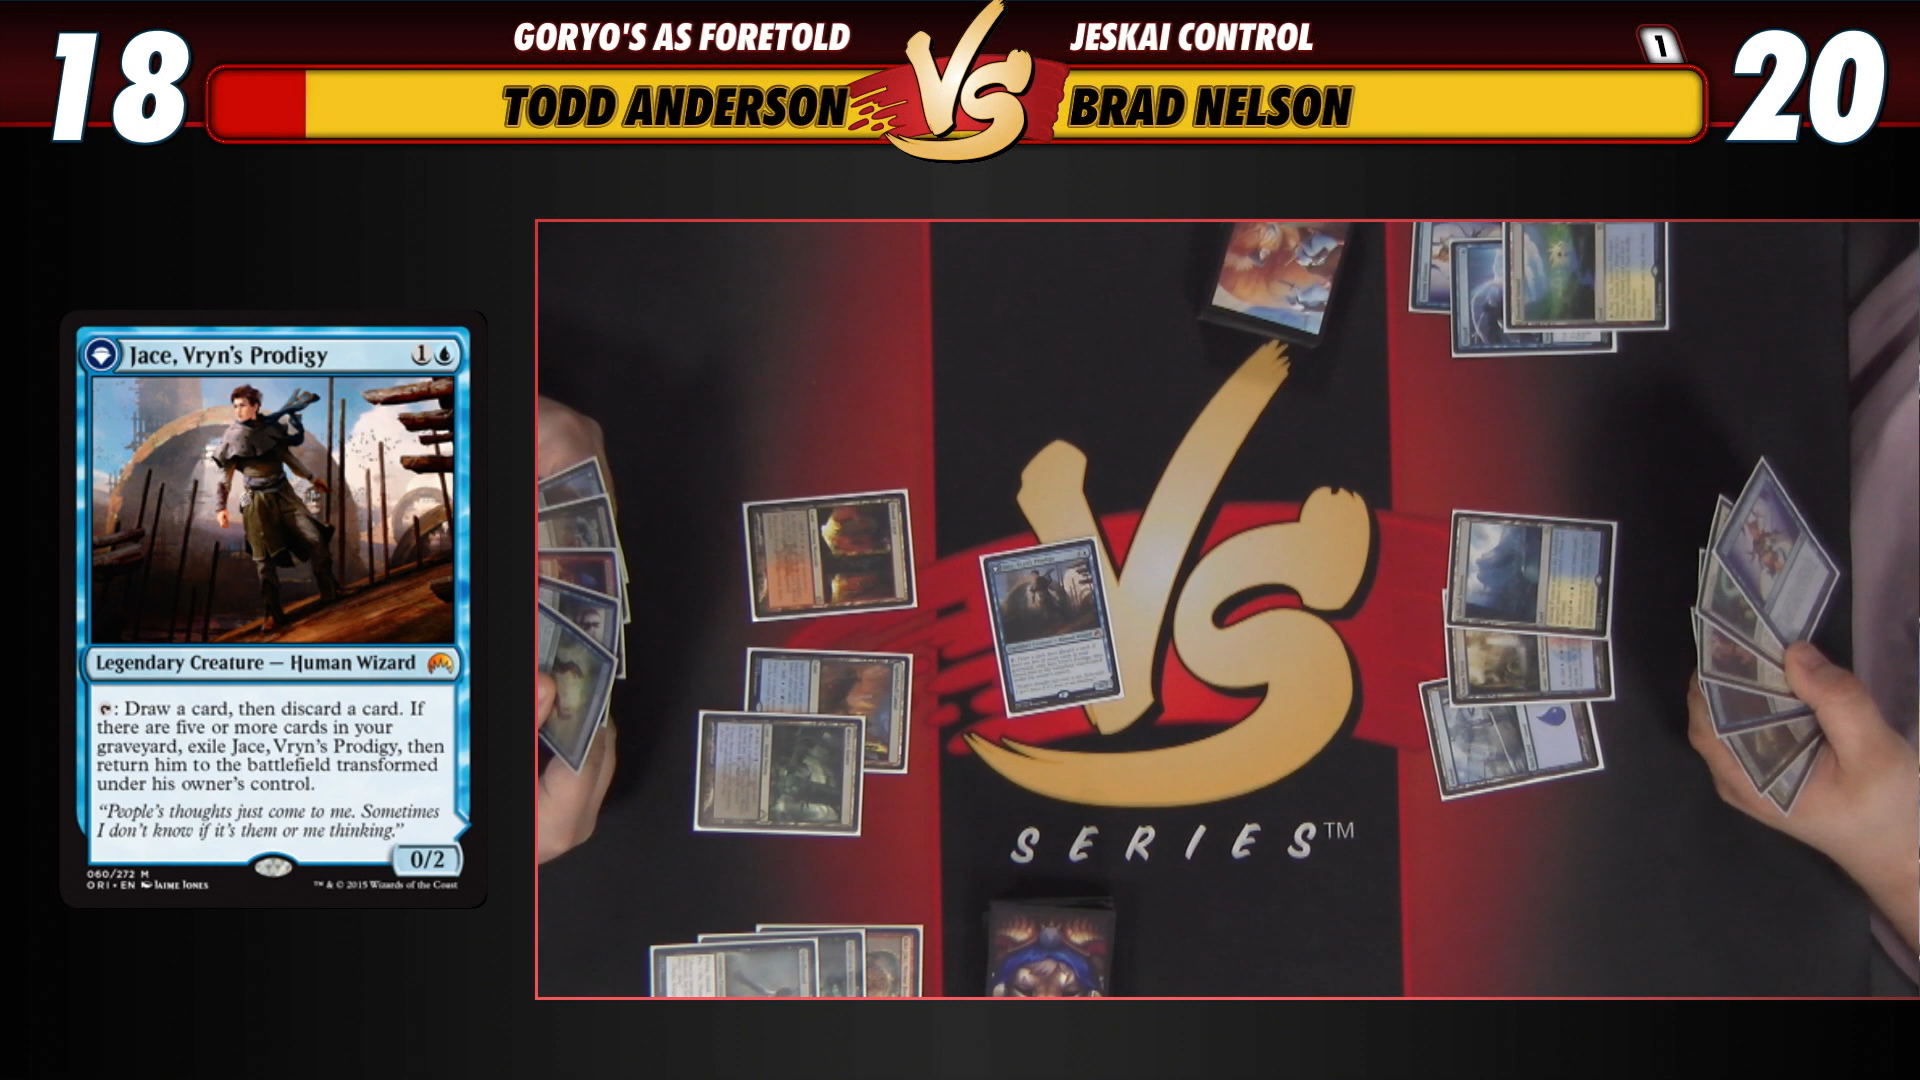 18
GORYO'S AS FORETOLD
VS
JESKAI CONTROL
1
20
TODD ANDERSON
BRAD NELSON
Jace, Vryn's Prodigy
1
Legendary Creature — Human Wizard
: Draw a card, then discard a card. If
there are five or more cards in your
graveyard, exile Jace, Vryn's Prodigy, then
return him to the battlefield transformed
under his owner's control.
"People's thoughts just come to me. Sometimes
I don't know if it's them or me thinking."
0/2
060/272 M
ORI • EN JAIME JONES
™ & © 2015 Wizards of the Coast
VS
SERIES™